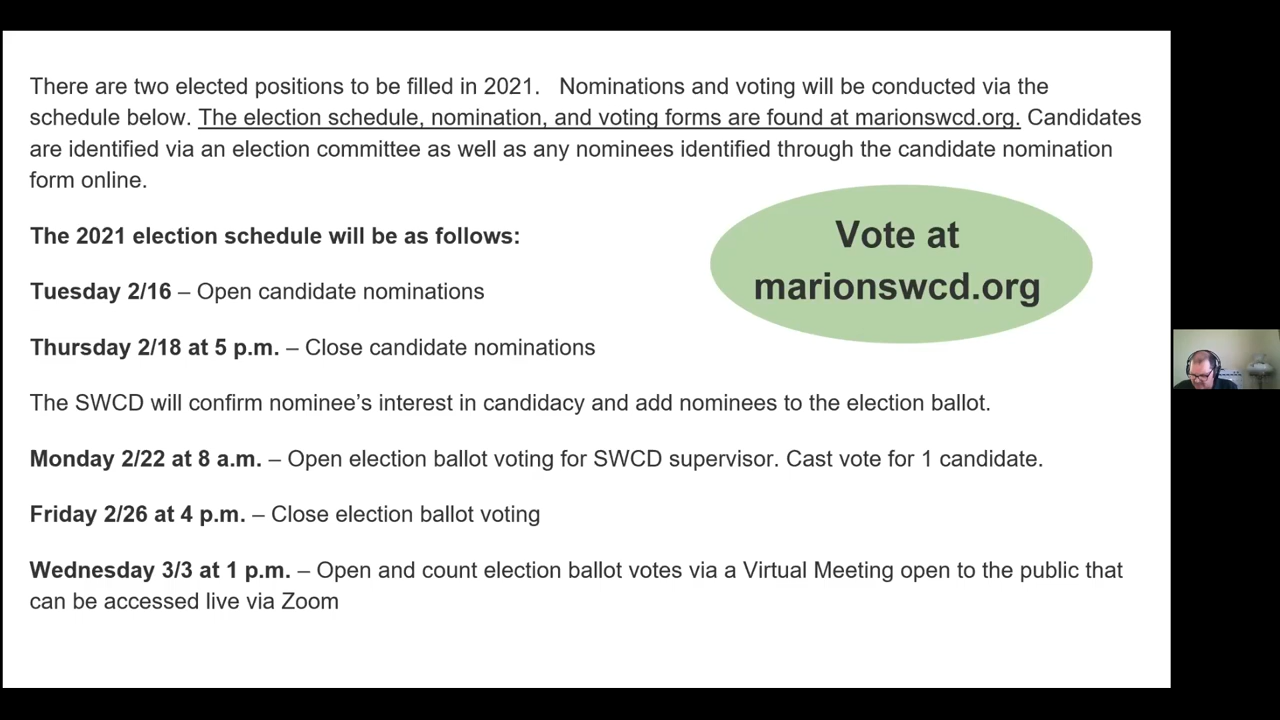 There are two elected positions to be filled in 2021.   Nominations and voting will be conducted via the
schedule below. The election schedule, nomination, and voting forms are found at marionswcd.org. Candidates
are identified via an election committee as well as any nominees identified through the candidate nomination
form online.
Vote at
marionswcd.org
The 2021 election schedule will be as follows:
Tuesday 2/16 – Open candidate nominations
Thursday 2/18 at 5 p.m. – Close candidate nominations
The SWCD will confirm nominee’s interest in candidacy and add nominees to the election ballot.
Monday 2/22 at 8 a.m. – Open election ballot voting for SWCD supervisor. Cast vote for 1 candidate.
Friday 2/26 at 4 p.m. – Close election ballot voting
Wednesday 3/3 at 1 p.m. – Open and count election ballot votes via a Virtual Meeting open to the public that
can be accessed live via Zoom